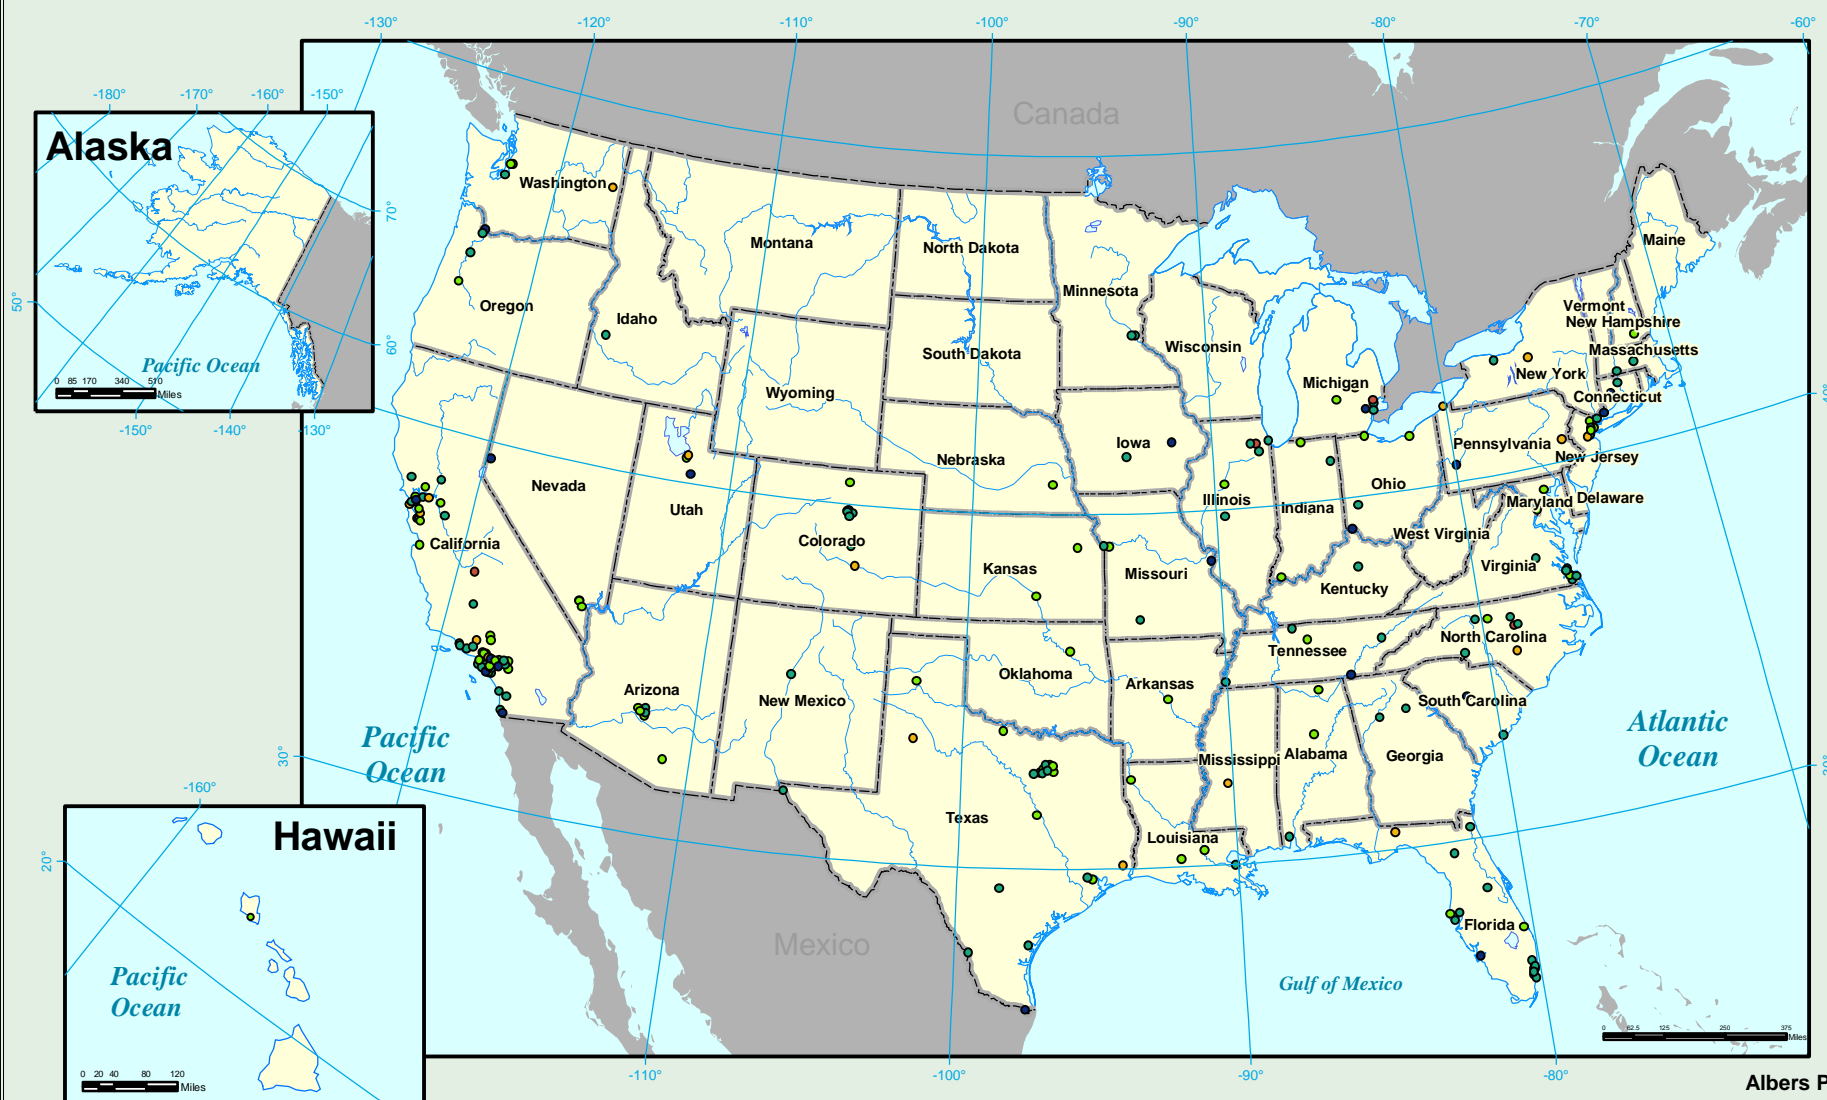 -130°
-120°
-110°
-100°
-90°
-80°
-70°
-60°
-180°
-170°
-160°
-150°
Alaska
Canada
70°
50°
60°
Pacific Ocean
0 85 170 340 510
Miles
-150°
-140°
-130°
Washington
Montana
North Dakota
Minnesota
Maine
Oregon
Idaho
Vermont
New Hampshire
South Dakota
Wisconsin
Massachusetts
Michigan
New York
Wyoming
Connecticut
40°
Iowa
Pennsylvania
Nebraska
New Jersey
Nevada
Ohio
Illinois
Indiana
Maryland
Delaware
Utah
Colorado
West Virginia
California
Kansas
Missouri
Virginia
Kentucky
North Carolina
Tennessee
Oklahoma
Arkansas
Arizona
New Mexico
South Carolina
Pacific
Ocean
Atlantic
Ocean
Mississippi
Alabama
Georgia
30°
-160°
Hawaii
Texas
Louisiana
20°
Florida
Mexico
Gulf of Mexico
Pacific
Ocean
0 62.5 125 250 375
Miles
0 20 40 80 120
Miles
-110°
-100°
-90°
-80°
Albers P